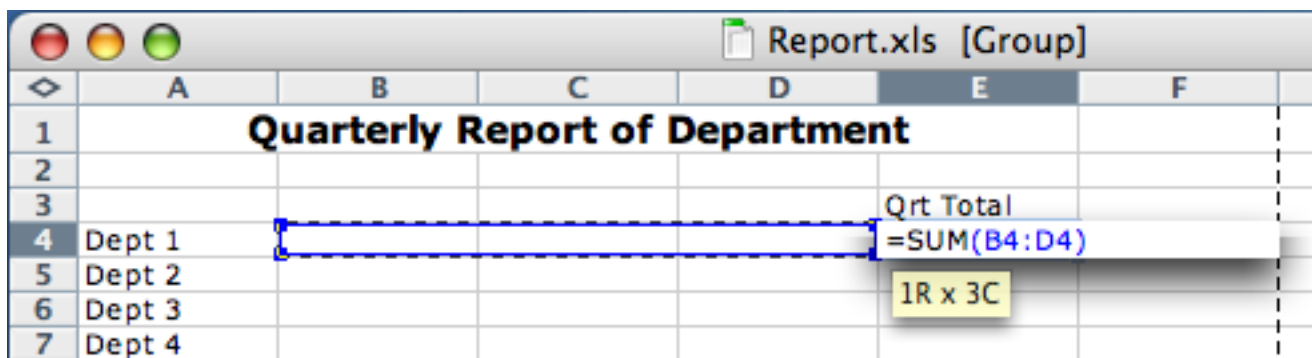 Report.xls [Group]
A B C D E F
1 Quarterly Report of Department
2
3 Qrt Total
4 Dept 1 =SUM(B4:D4)
5 Dept 2
1R x 3C
6 Dept 3
7 Dept 4